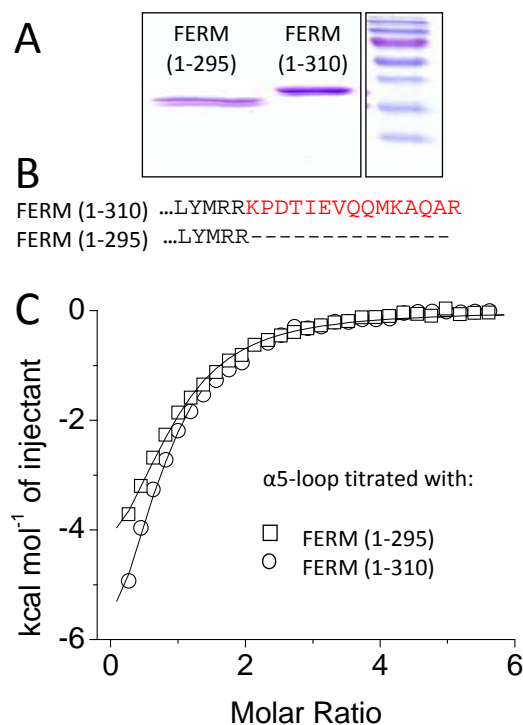 A
FERM FERM
(1-295) (1-310)
B
FERM (1-310) …LYMRRKPDTIEVQQMKAQAR
FERM (1-295) …LYMRR--------------
C
0
-2
-4
-6
kcal mol⁻¹ of injectant
α5-loop titrated with:
FERM (1-295)
FERM (1-310)
0 2 4 6
Molar Ratio